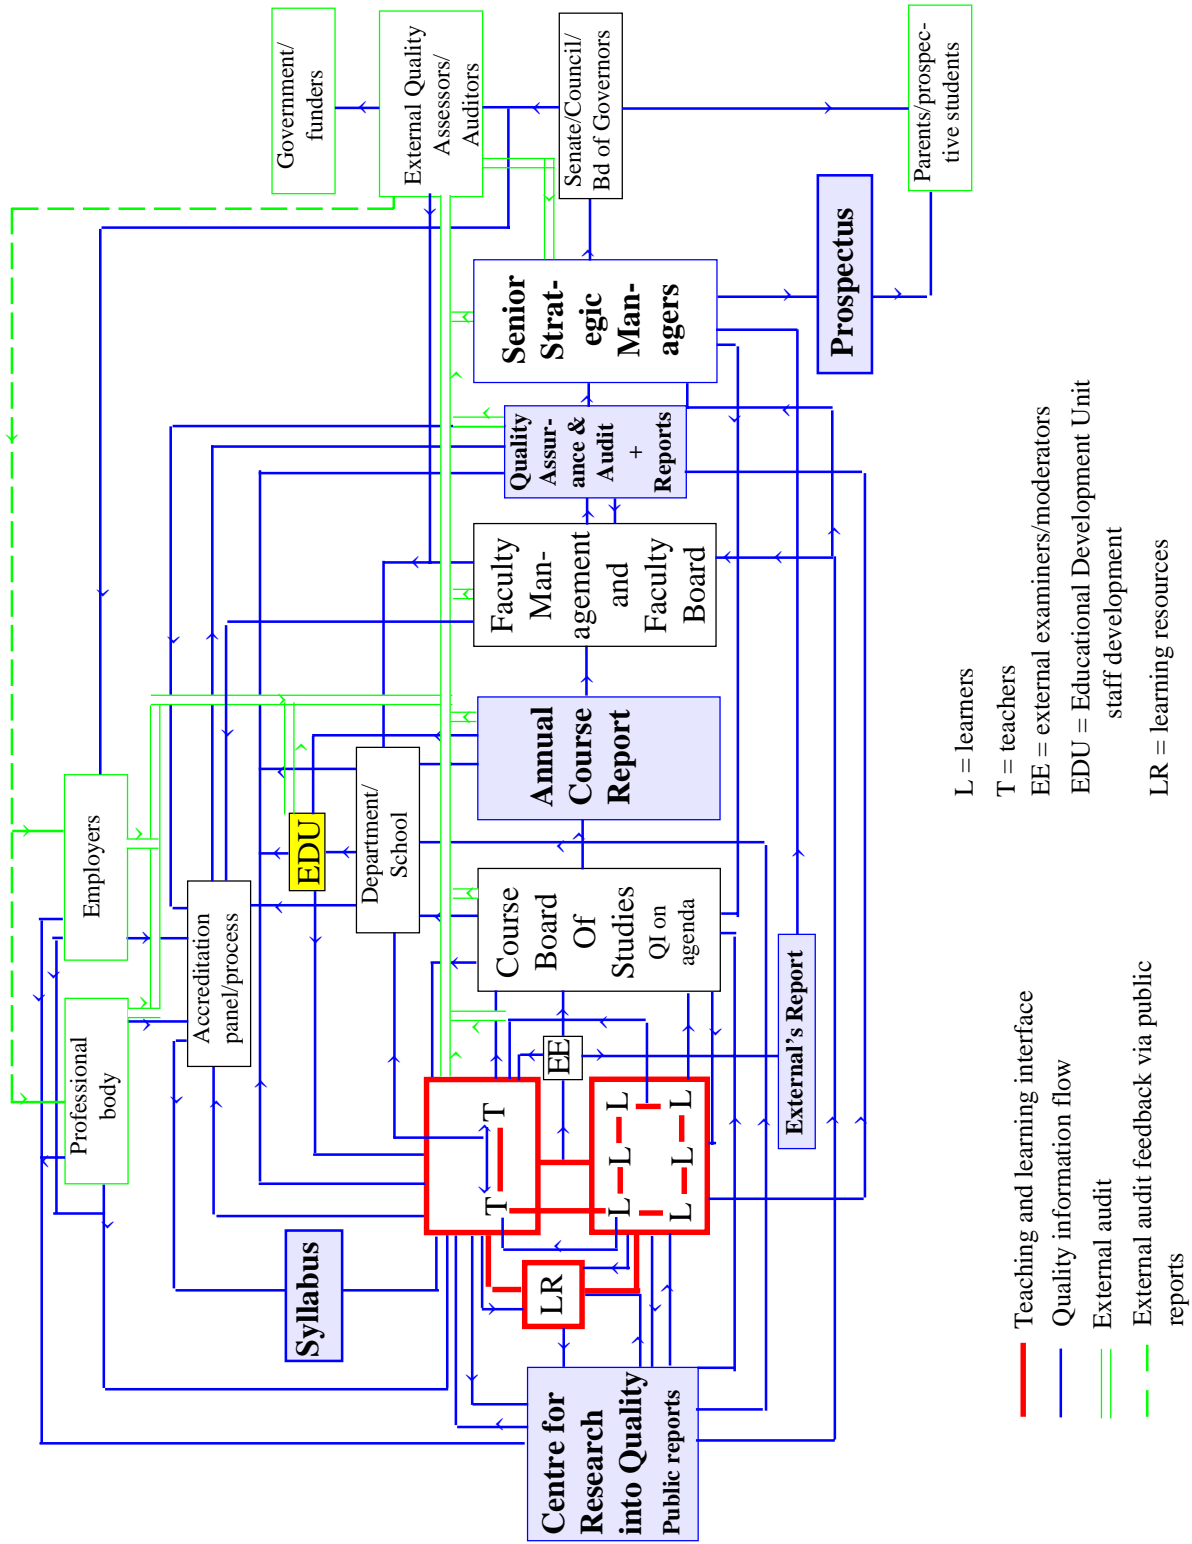 Government/
funders
External Quality
Assessors/
Auditors
Senate/Council/
Bd of Governors
Parents/prospec-
tive students
Senior
Strat-
egic
Man-
agers
Prospectus
Quality
Assur-
ance &
Audit
+
Reports
Faculty
Man-
agement
and
Faculty
Board
Annual
Course
Report
Employers
EDU
Department/
School
Accreditation
panel/process
Course
Board
Of
Studies
QI on
agenda
Professional
body
EE
External's Report
T
T
L
L
L
L
L
L
Syllabus
LR
Centre for
Research
into Quality
Public reports
L = learners
T = teachers
EE = external examiners/moderators
EDU = Educational Development Unit
staff development
LR = learning resources
Teaching and learning interface
Quality information flow
External audit
External audit feedback via public
reports